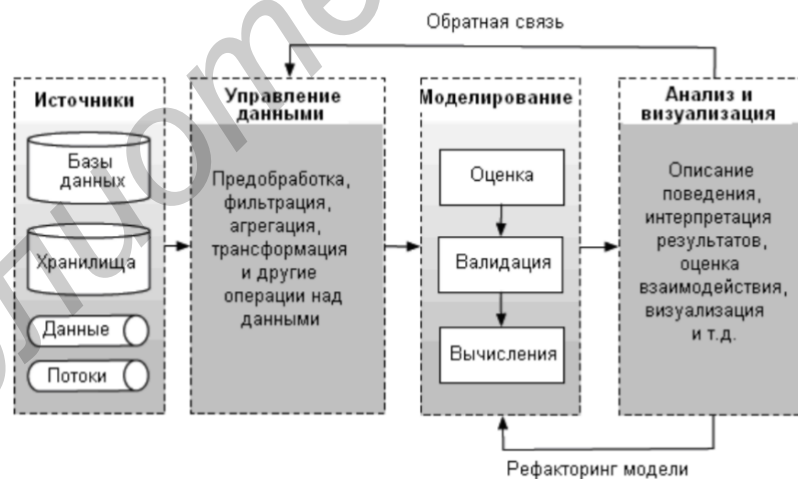 Обратная связь
Источники
Базы
данных
Хранилища
Данные
Потоки
Управление
данными
Предобработка,
фильтрация,
агрегация,
трансформация
и другие
операции над
данными
Моделирование
Оценка
Валидация
Вычисления
Анализ и
визуализация
Описание
поведения,
интерпретация
результатов,
оценка
взаимодействия,
визуализация
и т.д.
Рефакторинг модели